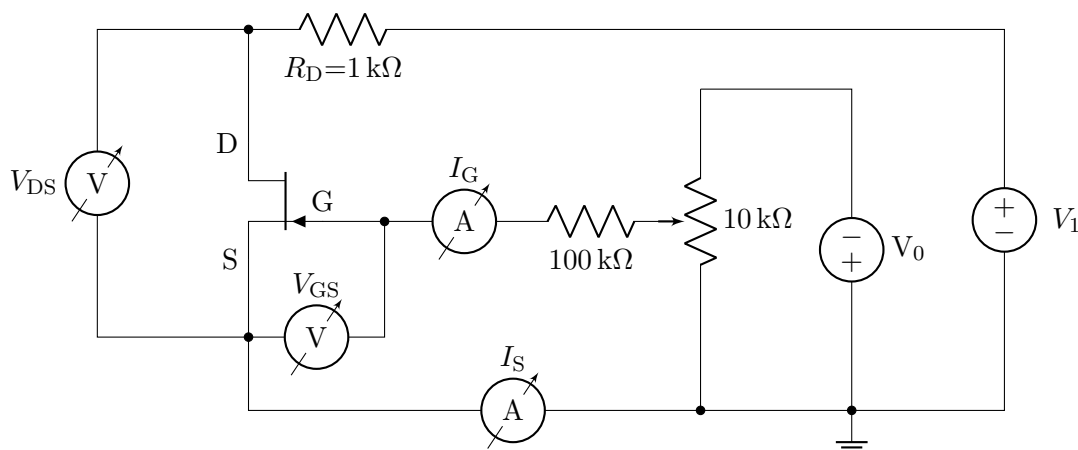 R_D=1 kΩ
D
V_DS
V
I_G
G
A
10 kΩ
+
−
V_1
100 kΩ
−
+
V_0
S
V_GS
V
I_S
A